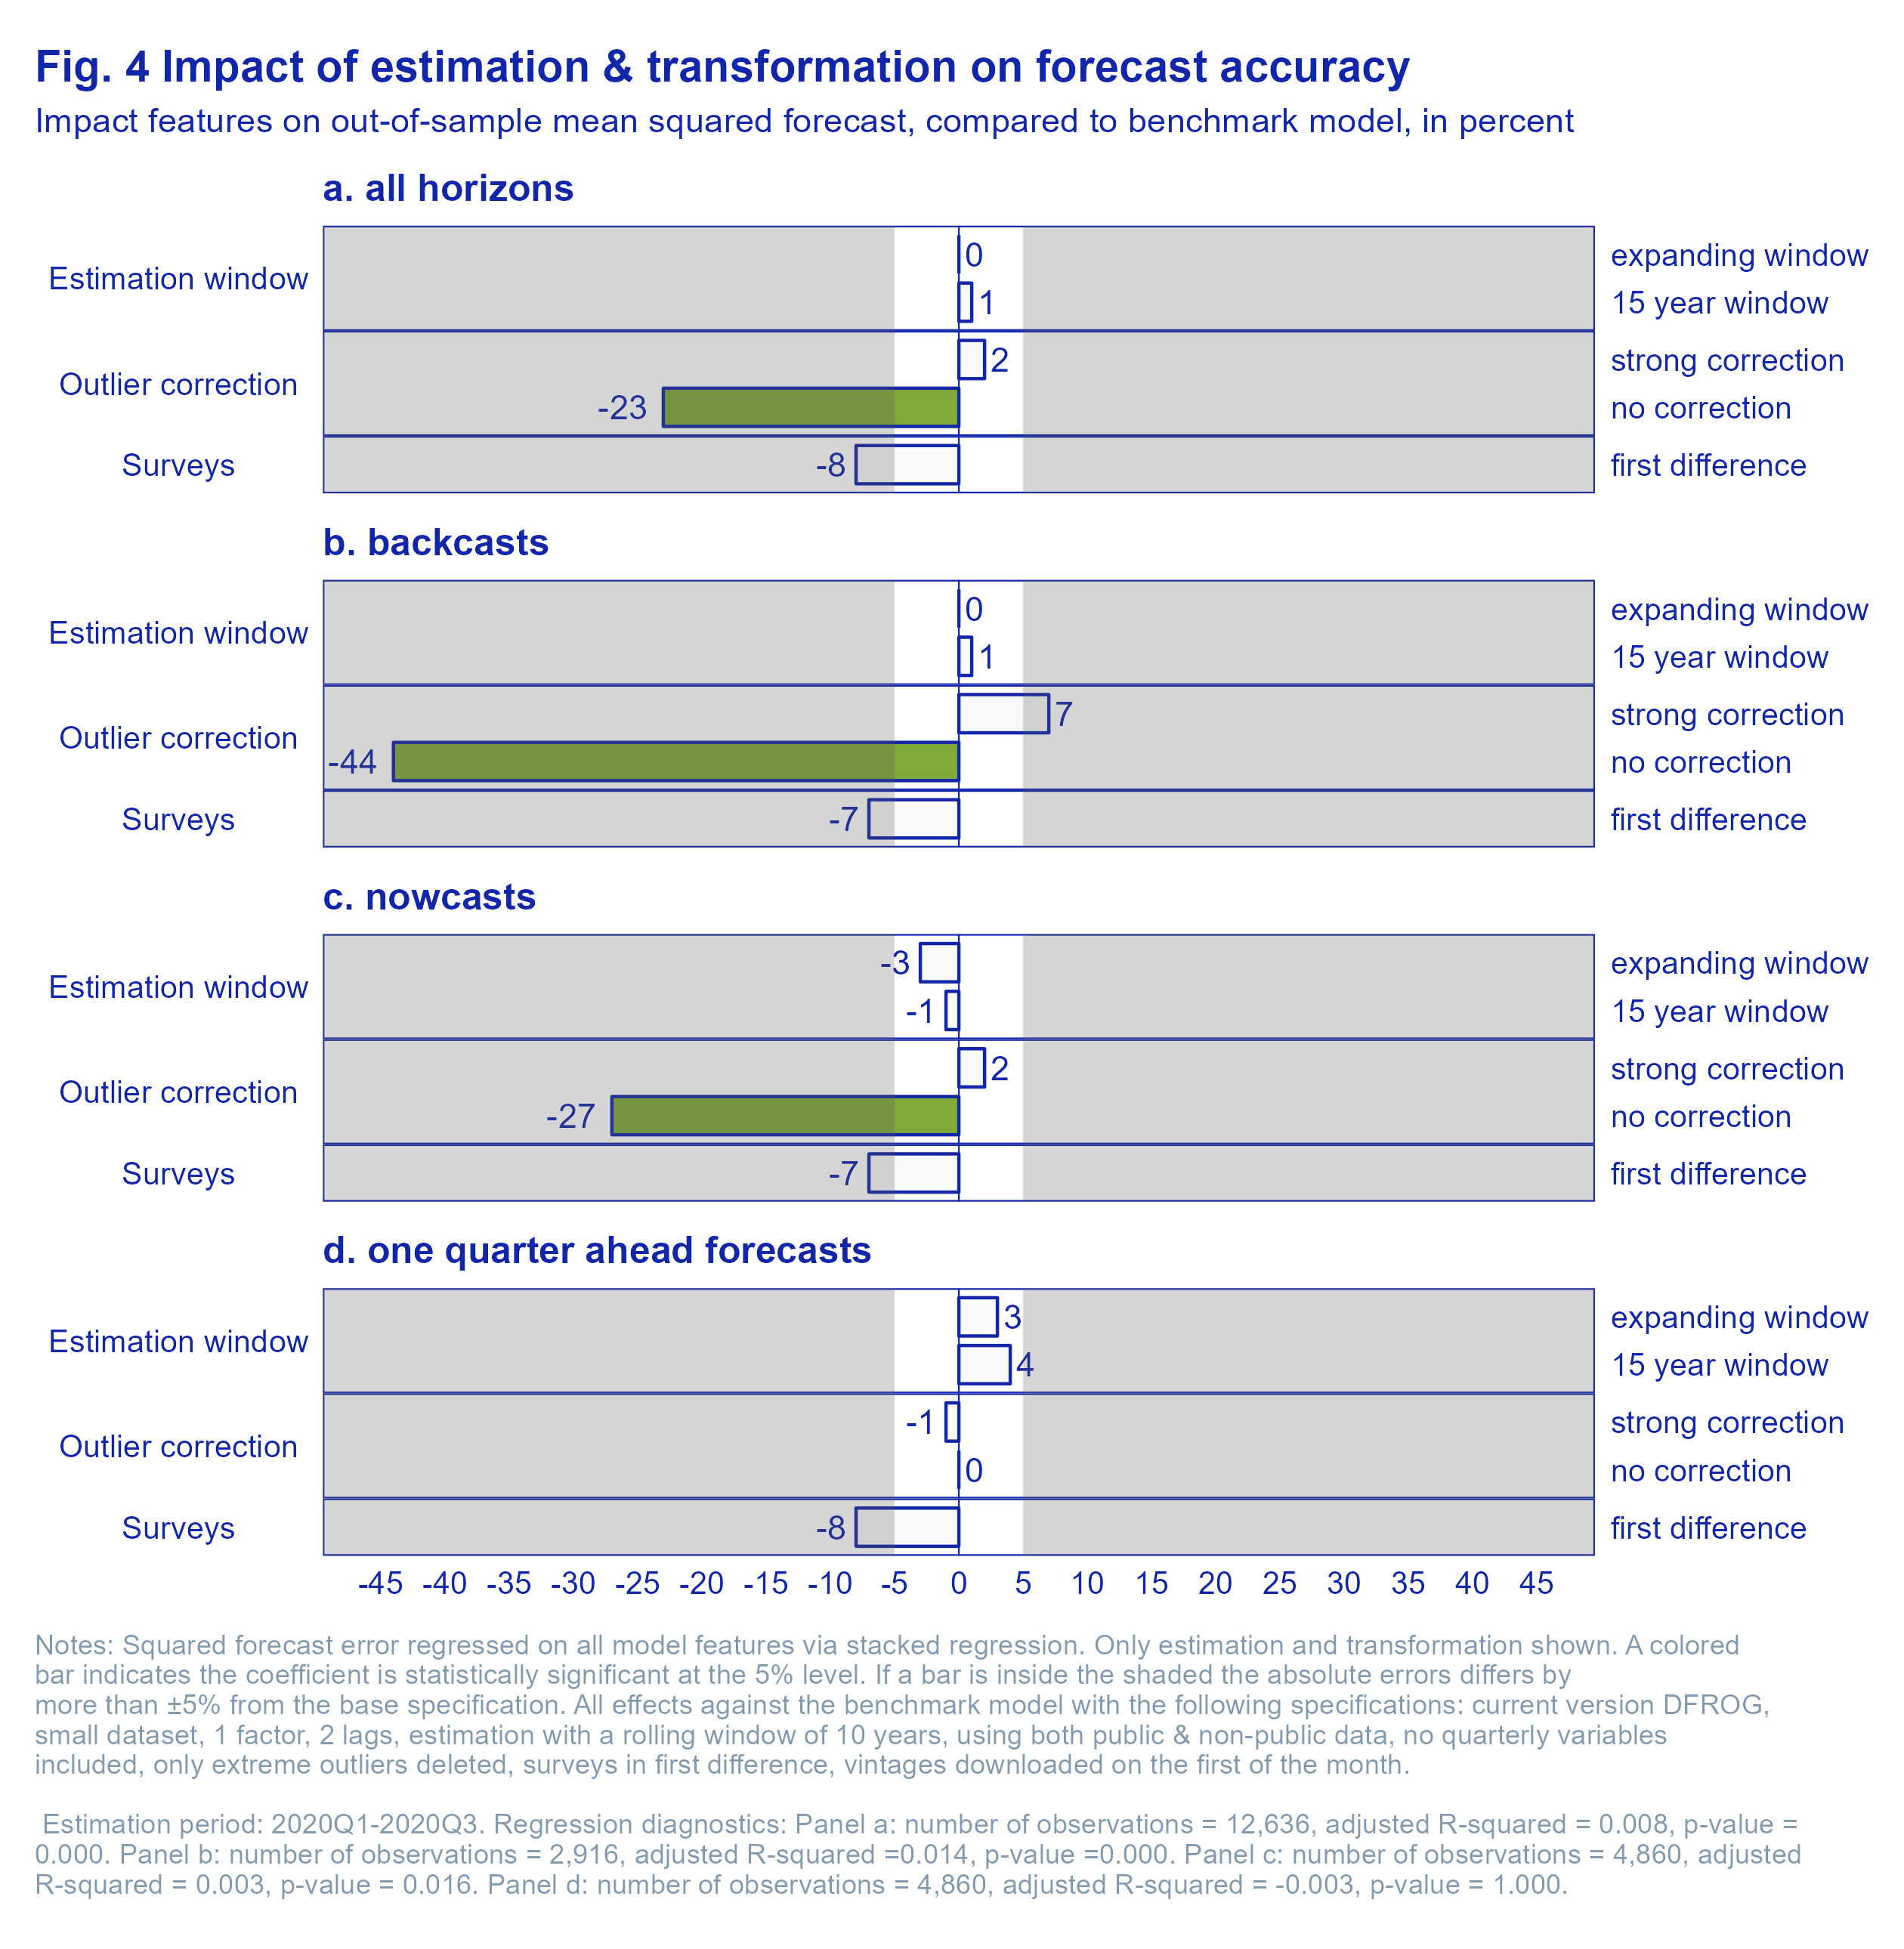 Fig. 4 Impact of estimation & transformation on forecast accuracy
Impact features on out-of-sample mean squared forecast, compared to benchmark model, in percent
a. all horizons
Estimation window
0
expanding window
1
15 year window
Outlier correction
2
strong correction
-23
no correction
Surveys
-8
first difference
b. backcasts
Estimation window
0
expanding window
1
15 year window
Outlier correction
7
strong correction
-44
no correction
Surveys
-7
first difference
c. nowcasts
Estimation window
-3
expanding window
-1
15 year window
Outlier correction
2
strong correction
-27
no correction
Surveys
-7
first difference
d. one quarter ahead forecasts
Estimation window
3
expanding window
4
15 year window
Outlier correction
-1
strong correction
0
no correction
Surveys
-8
first difference
-45 -40 -35 -30 -25 -20 -15 -10 -5 0 5 10 15 20 25 30 35 40 45
Notes: Squared forecast error regressed on all model features via stacked regression. Only estimation and transformation shown. A colored
bar indicates the coefficient is statistically significant at the 5% level. If a bar is inside the shaded the absolute errors differs by
more than ±5% from the base specification. All effects against the benchmark model with the following specifications: current version DFROG,
small dataset, 1 factor, 2 lags, estimation with a rolling window of 10 years, using both public & non-public data, no quarterly variables
included, only extreme outliers deleted, surveys in first difference, vintages downloaded on the first of the month.
Estimation period: 2020Q1-2020Q3. Regression diagnostics: Panel a: number of observations = 12,636, adjusted R-squared = 0.008, p-value =
0.000. Panel b: number of observations = 2,916, adjusted R-squared =0.014, p-value =0.000. Panel c: number of observations = 4,860, adjusted
R-squared = 0.003, p-value = 0.016. Panel d: number of observations = 4,860, adjusted R-squared = -0.003, p-value = 1.000.